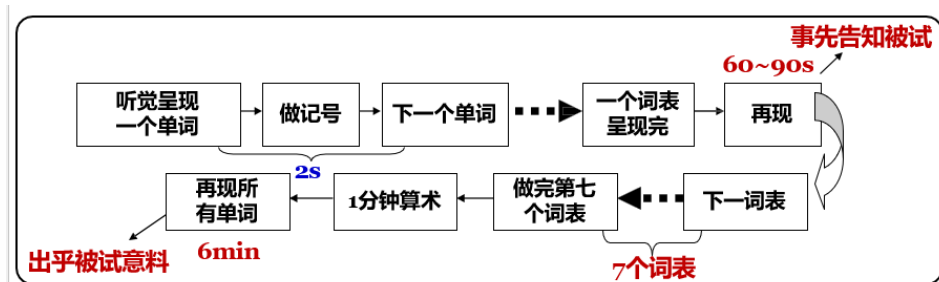 事先告知被试
60~90s
听觉呈现
一个单词
做记号
下一个单词
一个词表
呈现完
再现
2s
再现所
有单词
1分钟算术
做完第七
个词表
下一词表
出乎被试意料
6min
7个词表